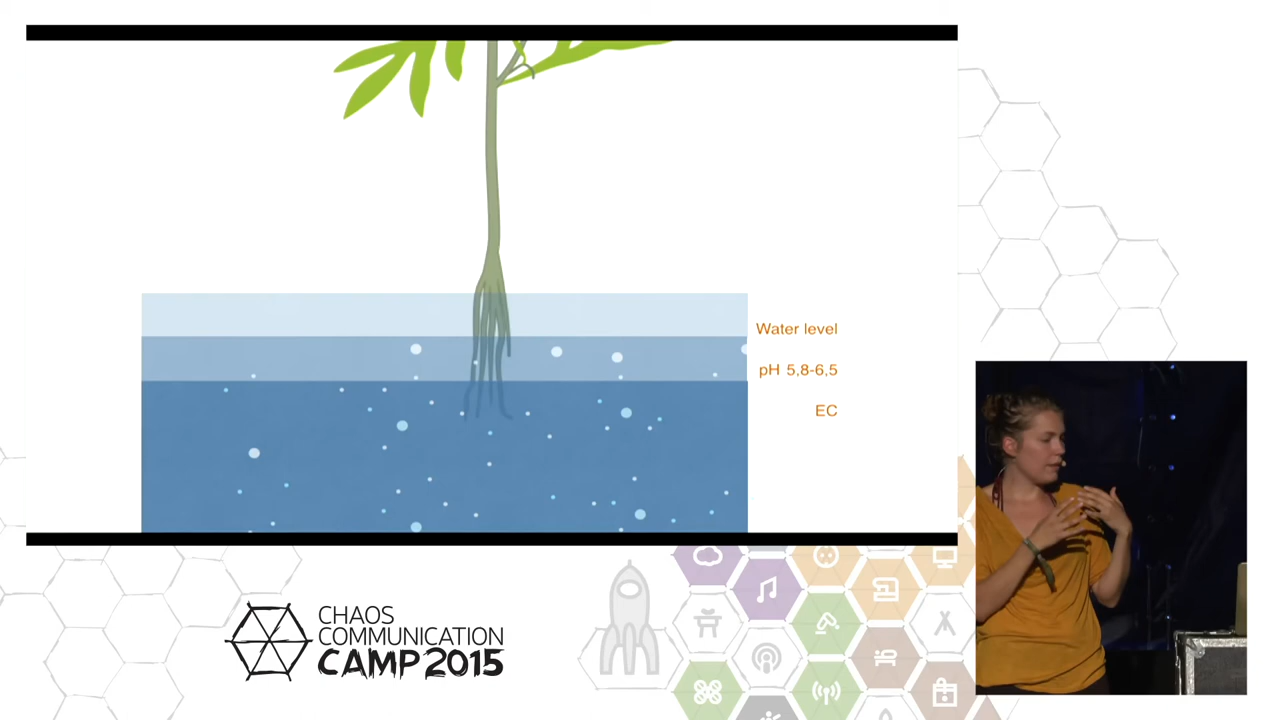 Water level
pH 5,8-6,5
EC
CHAOS
COMMUNICATION
CAMP 2015